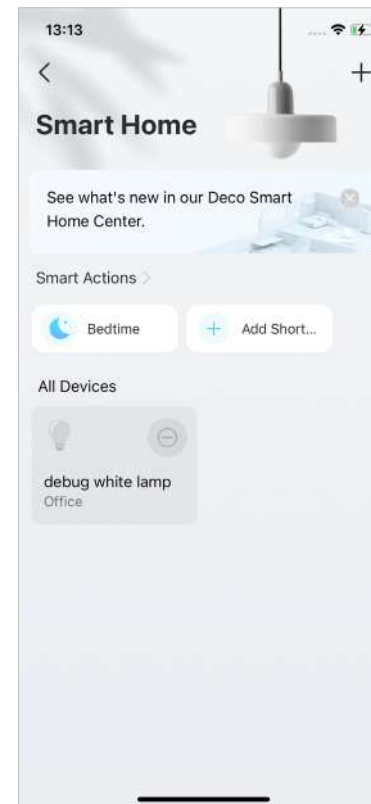 13:13
Smart Home
See what's new in our Deco Smart
Home Center.
Smart Actions
Bedtime
Add Short...
All Devices
debug white lamp
Office